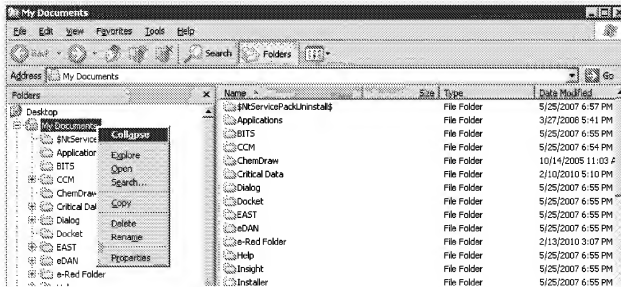 My Documents
File Edit View Favorites Tools Help
Back Search Folders
Address My Documents Go
Folders x Name Size Type Date Modified
Desktop
My Documents
$NtService
Application
BITS
CCM
ChemDraw
Critical Dat
Dialog
Docket
EAST
eDAN
e-Red Folder
Collapse
Explore
Open
Search...
Copy
Delete
Rename
Properties
$NtServicePackUninstall$ File Folder 5/25/2007 6:57 PM
Applications File Folder 3/27/2008 5:41 PM
BITS File Folder 5/25/2007 6:55 PM
CCM File Folder 5/25/2007 6:54 PM
ChemDraw File Folder 10/14/2005 11:03 A
Critical Data File Folder 2/10/2010 5:10 PM
Dialog File Folder 5/25/2007 6:55 PM
Docket File Folder 5/25/2007 6:55 PM
EAST File Folder 5/25/2007 6:55 PM
eDAN File Folder 5/25/2007 6:55 PM
e-Red Folder File Folder 2/13/2010 3:07 PM
Help File Folder 5/25/2007 6:55 PM
Insight File Folder 5/25/2007 6:55 PM
Installer File Folder 5/25/2007 6:55 PM